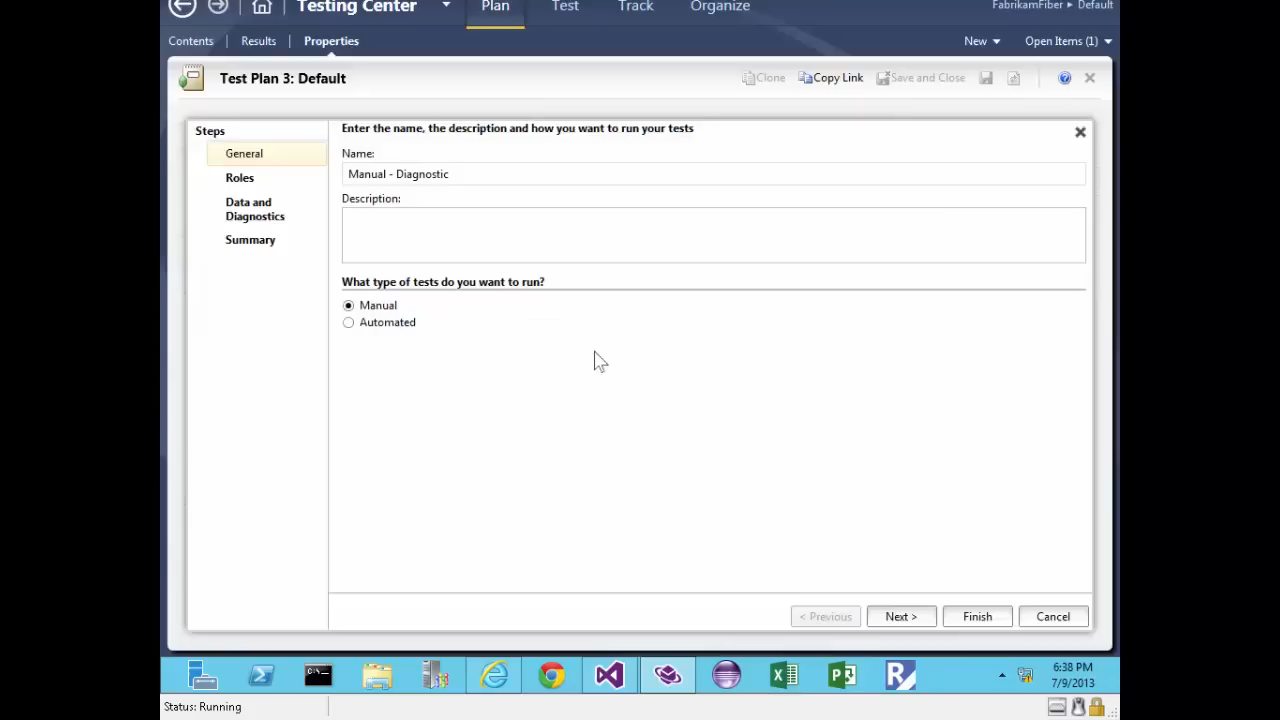 Testing Center
Plan
Test
Track
Organize
FabrikamFiber ▸ Default
Contents
Results
Properties
New
Open Items (1)
Test Plan 3: Default
Clone
Copy Link
Save and Close
Steps
General
Roles
Data and
Diagnostics
Summary
Enter the name, the description and how you want to run your tests
Name:
Manual - Diagnostic
Description:
What type of tests do you want to run?
Manual
Automated
< Previous
Next >
Finish
Cancel
6:38 PM
7/9/2013
Status: Running